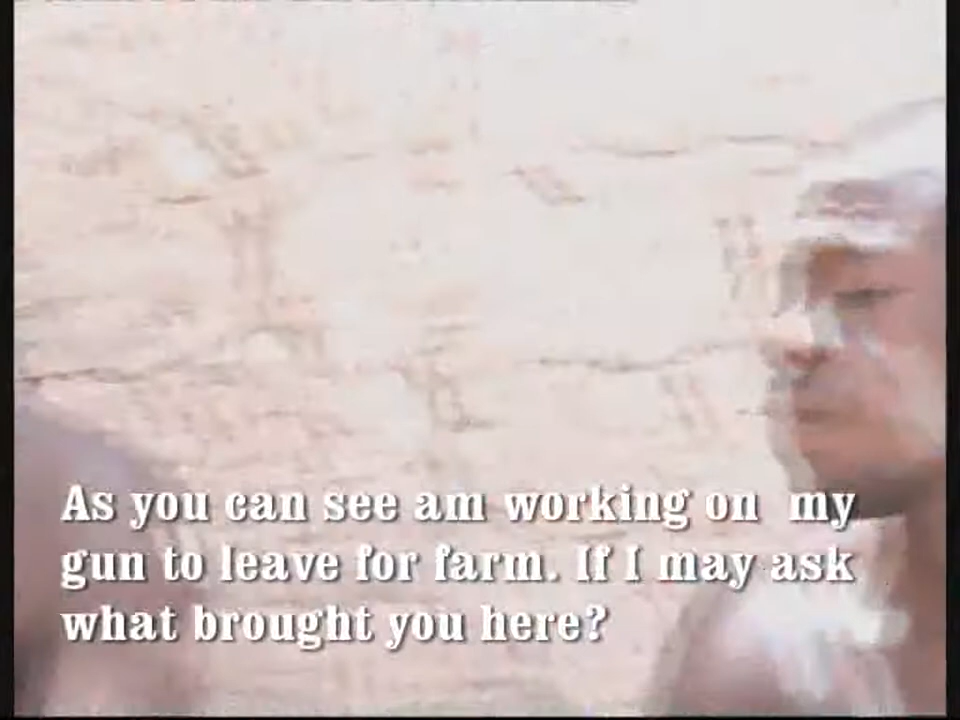 As you can see am working on my
gun to leave for farm. If I may ask
what brought you here?